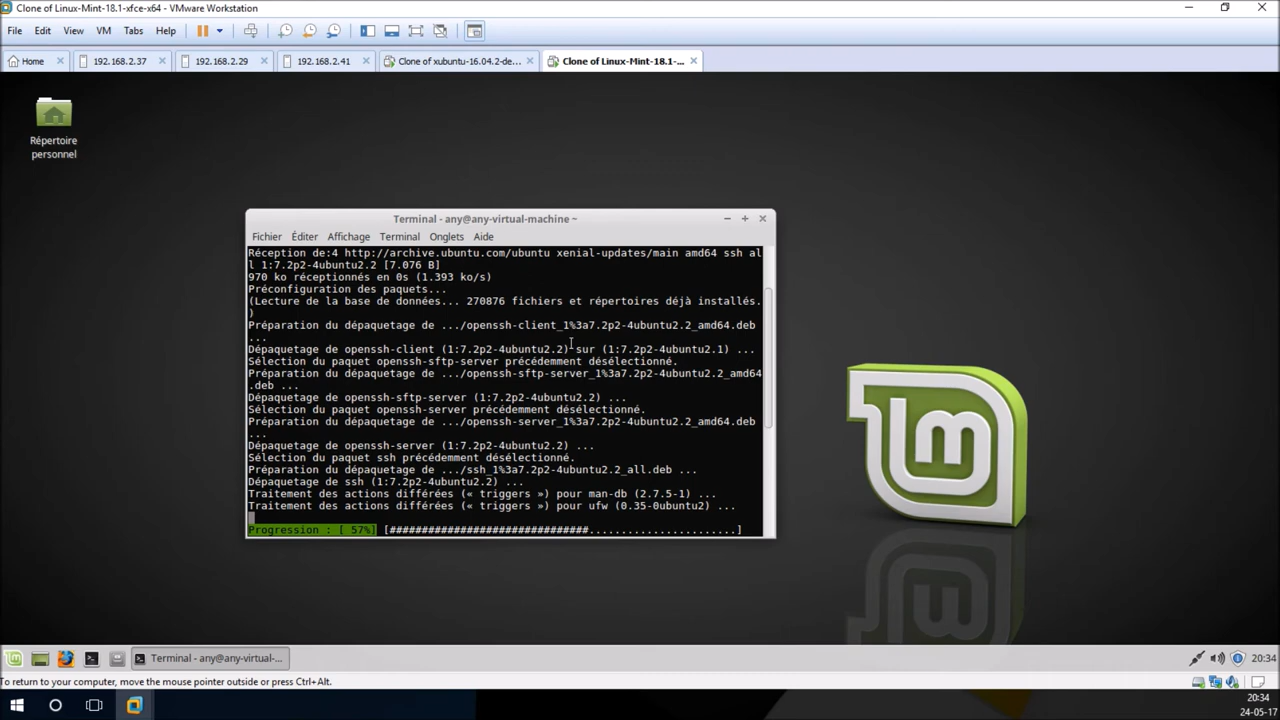 Clone of Linux-Mint-18.1-xfce-x64 - VMware Workstation
File Edit View VM Tabs Help
Home 192.168.2.37 192.168.2.29 192.168.2.41 Clone of xubuntu-16.04.2-de... Clone of Linux-Mint-18.1-...
Répertoire
personnel
Terminal - any@any-virtual-machine ~
Fichier Éditer Affichage Terminal Onglets Aide
Réception de:4 http://archive.ubuntu.com/ubuntu xenial-updates/main amd64 ssh al
l 1:7.2p2-4ubuntu2.2 [7.076 B]
970 ko réceptionnés en 0s (1.393 ko/s)
Préconfiguration des paquets...
(Lecture de la base de données... 270876 fichiers et répertoires déjà installés.
)
Préparation du dépaquetage de .../openssh-client_1%3a7.2p2-4ubuntu2.2_amd64.deb
...
Dépaquetage de openssh-client (1:7.2p2-4ubuntu2.2) sur (1:7.2p2-4ubuntu2.1) ...
Sélection du paquet openssh-sftp-server précédemment désélectionné.
Préparation du dépaquetage de .../openssh-sftp-server_1%3a7.2p2-4ubuntu2.2_amd64
.deb ...
Dépaquetage de openssh-sftp-server (1:7.2p2-4ubuntu2.2) ...
Sélection du paquet openssh-server précédemment désélectionné.
Préparation du dépaquetage de .../openssh-server_1%3a7.2p2-4ubuntu2.2_amd64.deb
...
Dépaquetage de openssh-server (1:7.2p2-4ubuntu2.2) ...
Sélection du paquet ssh précédemment désélectionné.
Préparation du dépaquetage de .../ssh_1%3a7.2p2-4ubuntu2.2_all.deb ...
Dépaquetage de ssh (1:7.2p2-4ubuntu2.2) ...
Traitement des actions différées (« triggers ») pour man-db (2.7.5-1) ...
Traitement des actions différées (« triggers ») pour ufw (0.35-0ubuntu2) ...
Progression : [ 57%] [###############################.......................]
lm
Terminal - any@any-virtual-... 20:34
To return to your computer, move the mouse pointer outside or press Ctrl+Alt.
20:34
24-05-17